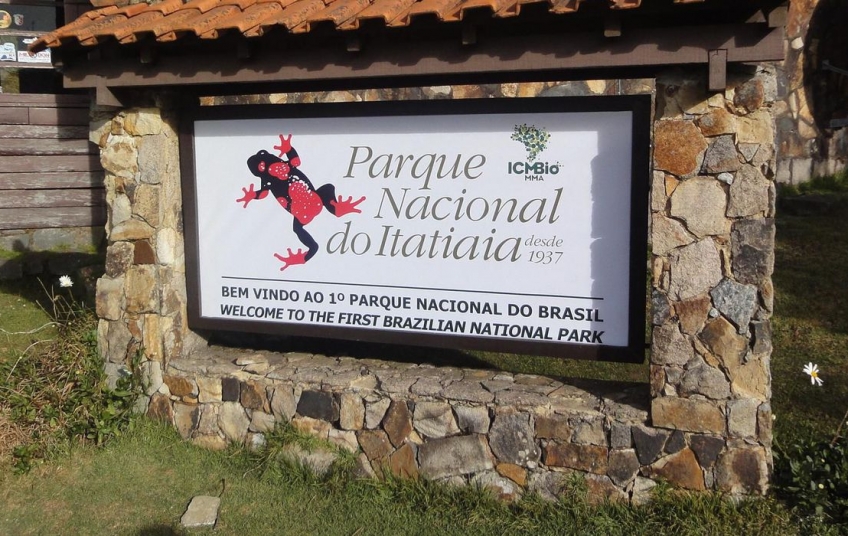 Parque
Nacional
do Itatiaia desde
1937
ICMBio
MMA
BEM VINDO AO 1º PARQUE NACIONAL DO BRASIL
WELCOME TO THE FIRST BRAZILIAN NATIONAL PARK